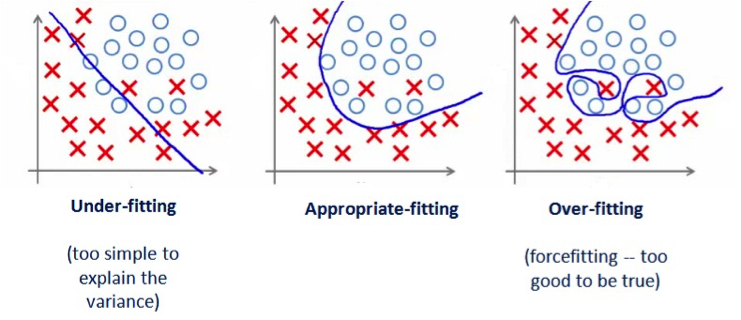 Under-fitting
Appropriate-fitting
Over-fitting
(too simple to
explain the
variance)
(forcefitting -- too
good to be true)